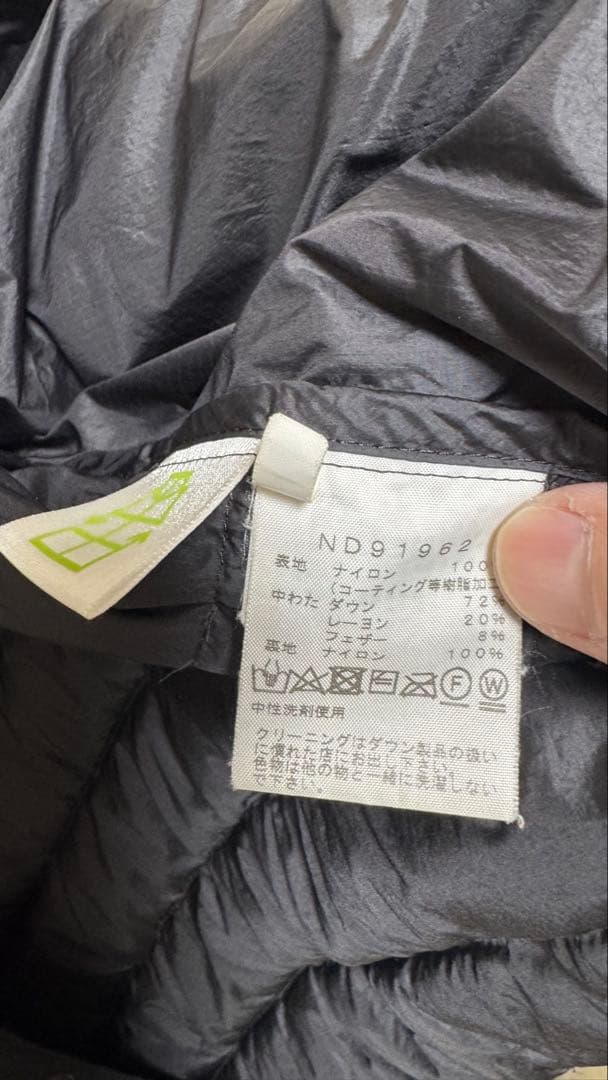 ND91962
表地 ナイロン 100
(コーティング等樹脂加工
中わた ダウン 72%
レーヨン 20%
フェザー 8%
裏地 ナイロン 100%
F W
中性洗剤使用
クリーニングはダウン製品の扱い
に慣れた店にお出し下さい。
色物は他の物と一緒に洗濯しない
で下さい。